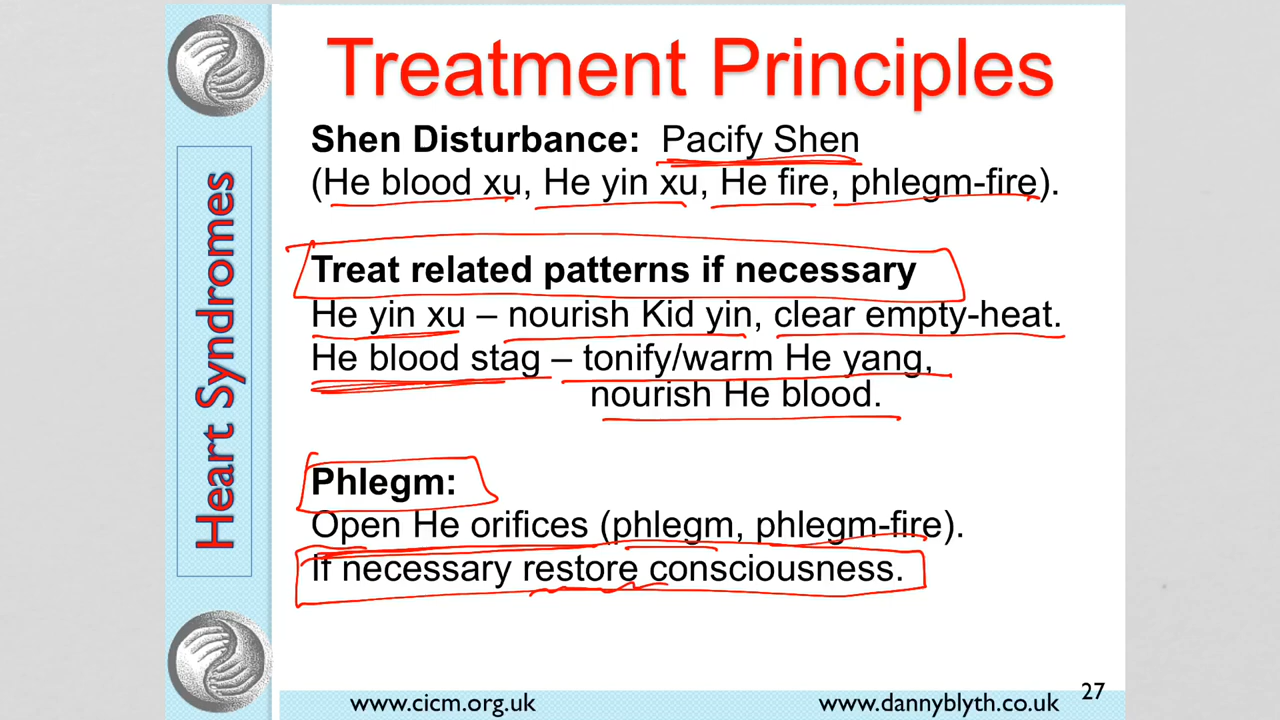 Treatment Principles
Shen Disturbance: Pacify Shen
(He blood xu, He yin xu, He fire, phlegm-fire).
Treat related patterns if necessary
He yin xu – nourish Kid yin, clear empty-heat.
He blood stag – tonify/warm He yang,
nourish He blood.
Phlegm:
Open He orifices (phlegm, phlegm-fire).
If necessary restore consciousness.
Heart Syndromes
www.cicm.org.uk
www.dannyblyth.co.uk
27